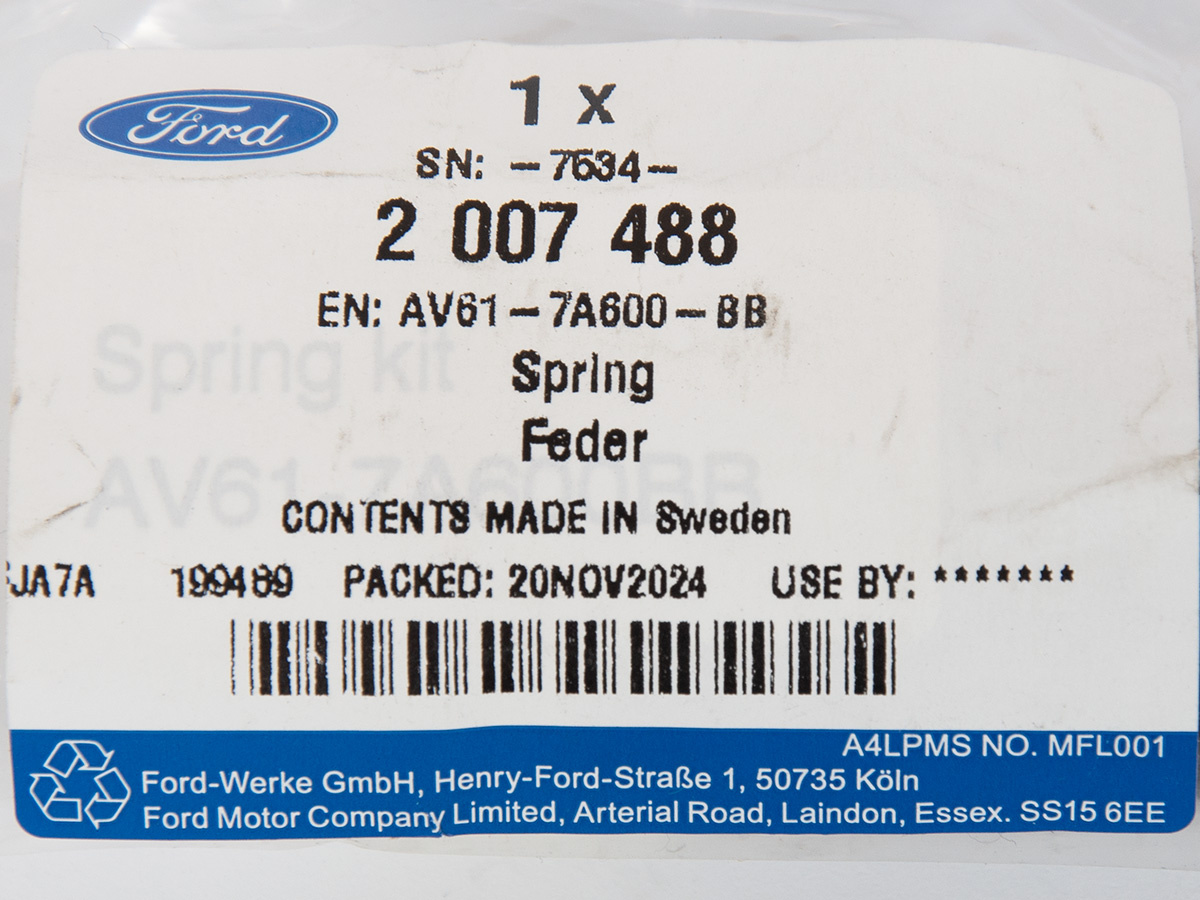 Ford
1 x
SN: -7634-
2 007 488
EN: AV61-7A600-BB
Spring kit
Spring
Feder
AV61-7A600BB
CONTENTS MADE IN Sweden
JA7A 199469 PACKED: 20NOV2024 USE BY: *******
A4LPMS NO. MFL001
Ford-Werke GmbH, Henry-Ford-Straße 1, 50735 Köln
Ford Motor Company Limited, Arterial Road, Laindon, Essex. SS15 6EE